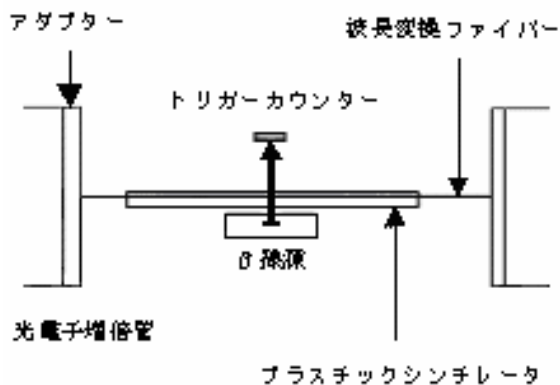 アダプター
波長変換ファイバー
トリガーカウンター
β線源
光電子増倍管
プラスチックシンチレータ